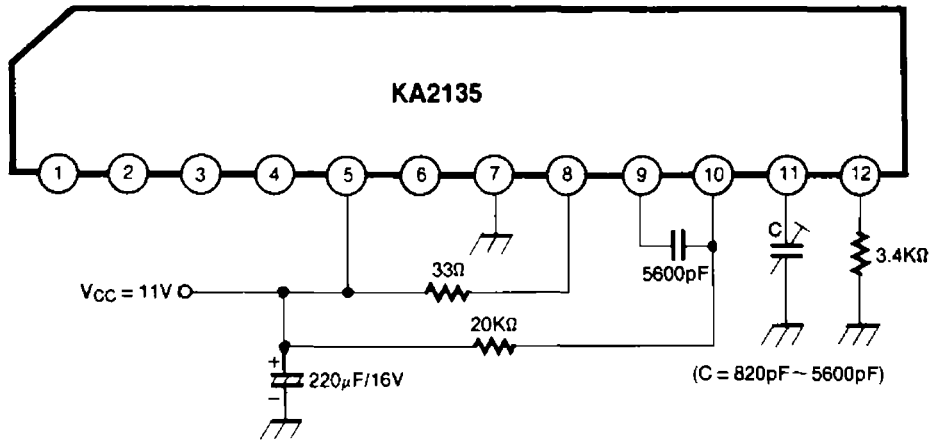 KA2135
1 2 3 4 5 6 7 8 9 10 11 12
C
33Ω
5600pF
3.4KΩ
VCC = 11V
20KΩ
+
220μF/16V
−
(C = 820pF ~ 5600pF)